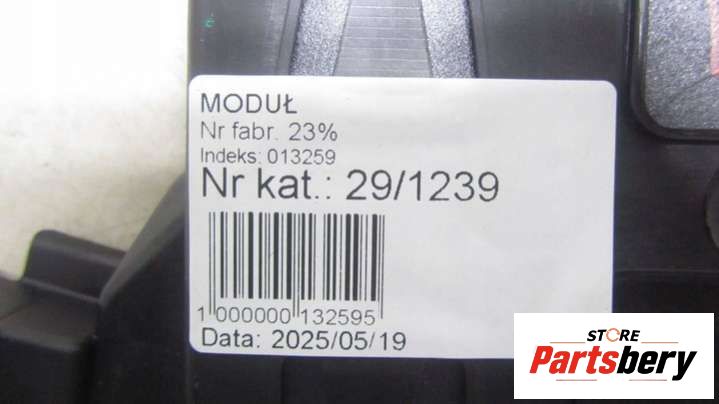 MODUŁ
Nr fabr. 23%
Indeks: 013259
Nr kat.: 29/1239
1 000000 132595
Data: 2025/05/19
STORE
Partsbery